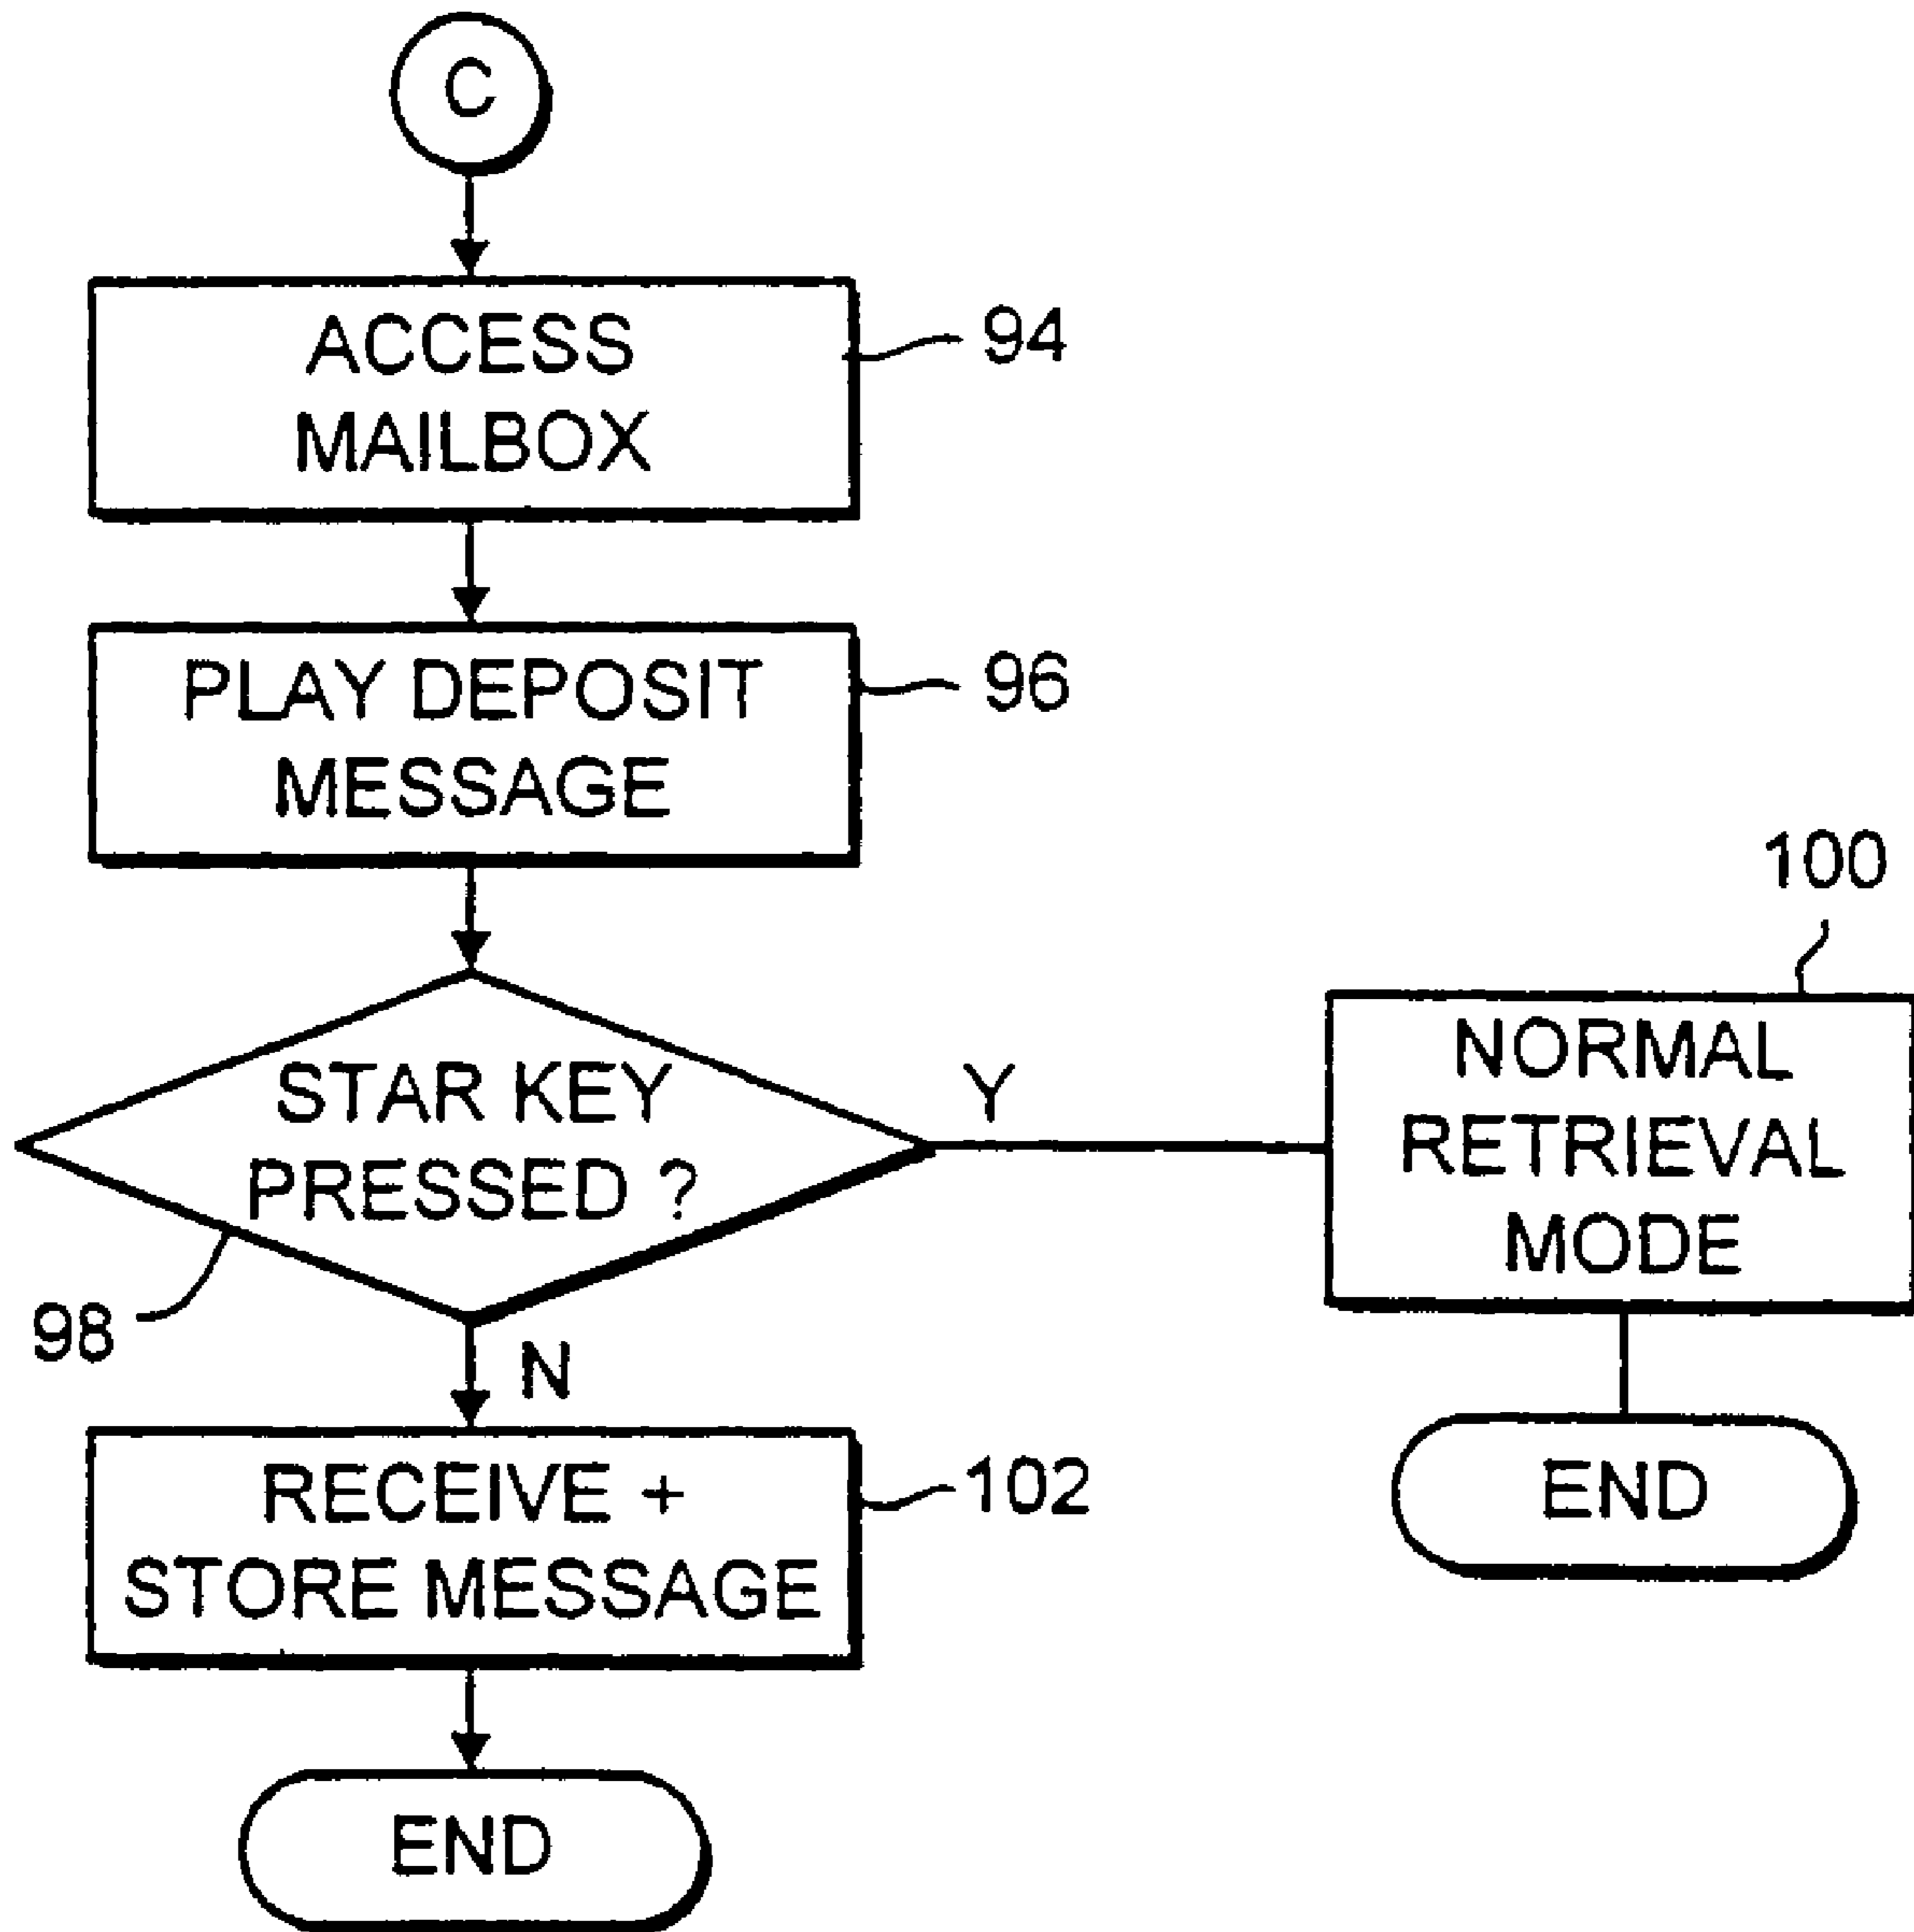 C
ACCESS
MAILBOX
94
PLAY DEPOSIT
MESSAGE
96
STAR KEY
PRESSED ?
98
Y
N
100
NORMAL
RETRIEVAL
MODE
END
RECEIVE +
STORE MESSAGE
102
END